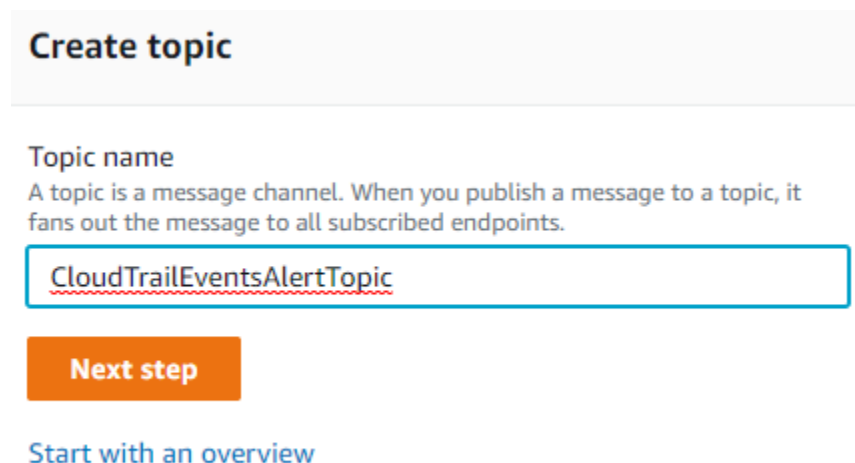 Create topic
Topic name
A topic is a message channel. When you publish a message to a topic, it
fans out the message to all subscribed endpoints.
CloudTrailEventsAlertTopic
Next step
Start with an overview